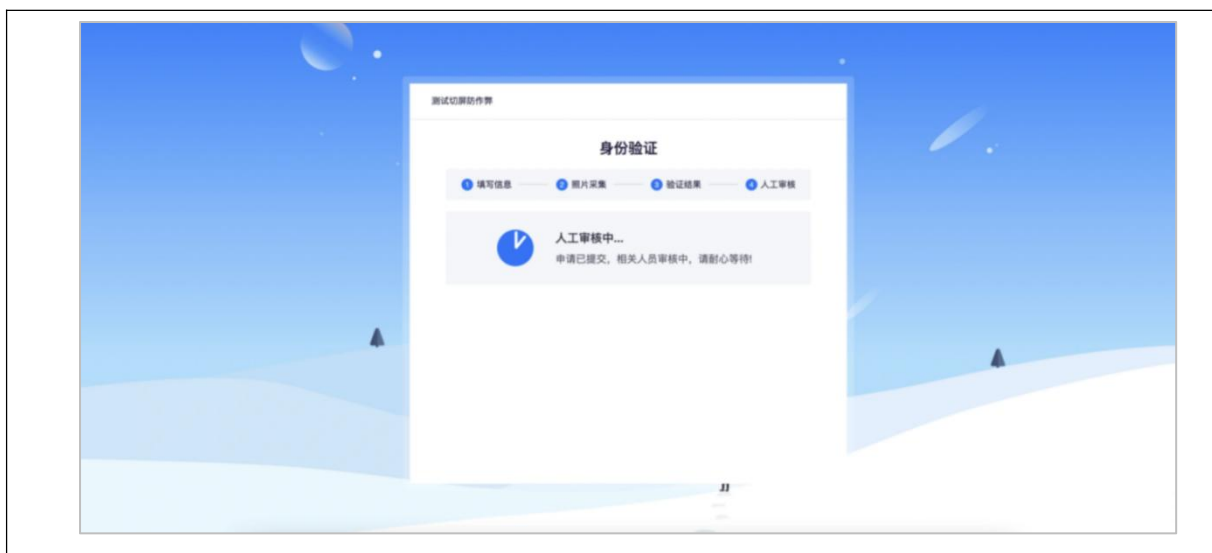 测试切屏防作弊
身份验证
1 填写信息 2 照片采集 3 验证结果 4 人工审核
人工审核中...
申请已提交，相关人员审核中，请耐心等待!